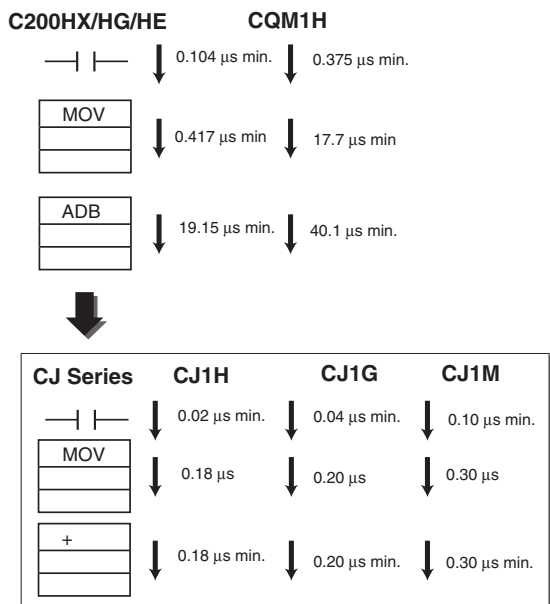 C200HX/HG/HE CQM1H
0.104 µs min. 0.375 µs min.
MOV
0.417 µs min 17.7 µs min
ADB
19.15 µs min. 40.1 µs min.
CJ Series CJ1H CJ1G CJ1M
0.02 µs min. 0.04 µs min. 0.10 µs min.
MOV
0.18 µs 0.20 µs 0.30 µs
+
0.18 µs min. 0.20 µs min. 0.30 µs min.